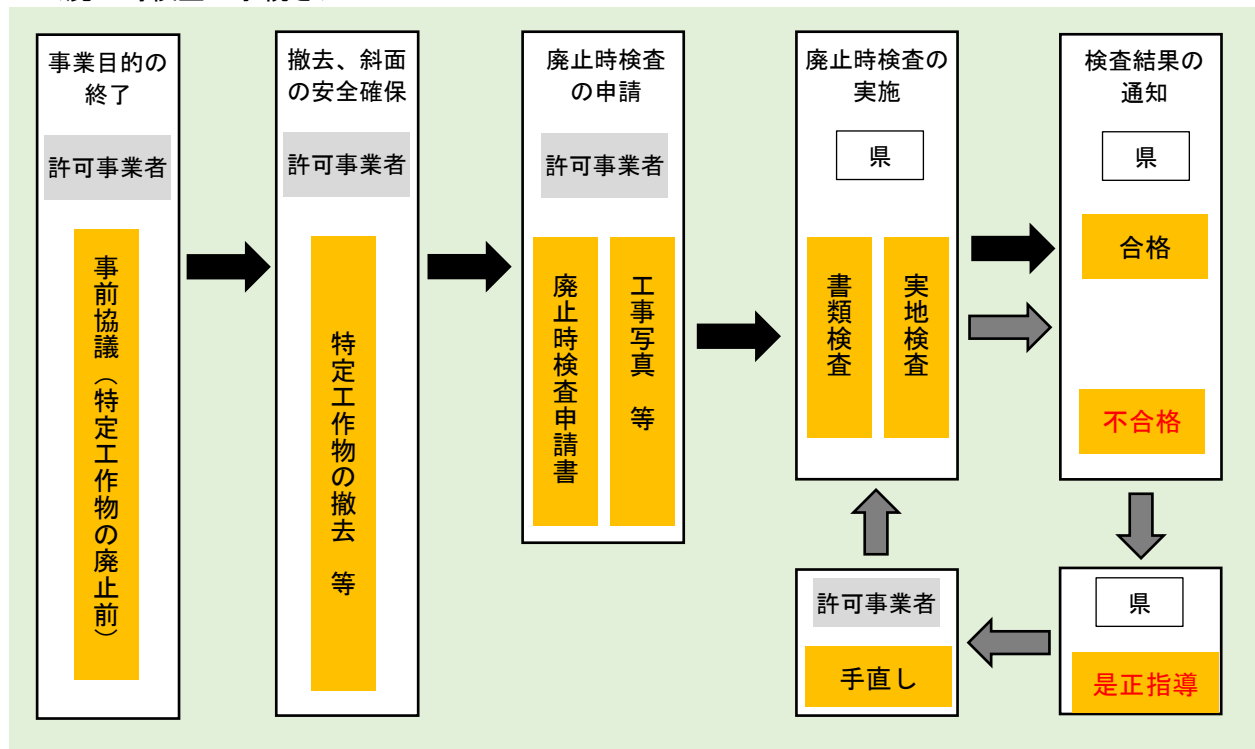 事業目的の
終了
許可事業者
事前協議（特定工作物の廃止前）
撤去、斜面
の安全確保
許可事業者
特定工作物の撤去　等
廃止時検査
の申請
許可事業者
廃止時検査申請書
工事写真　等
廃止時検査の
実施
県
書類検査
実地検査
検査結果の
通知
県
合格
不合格
県
是正指導
許可事業者
手直し